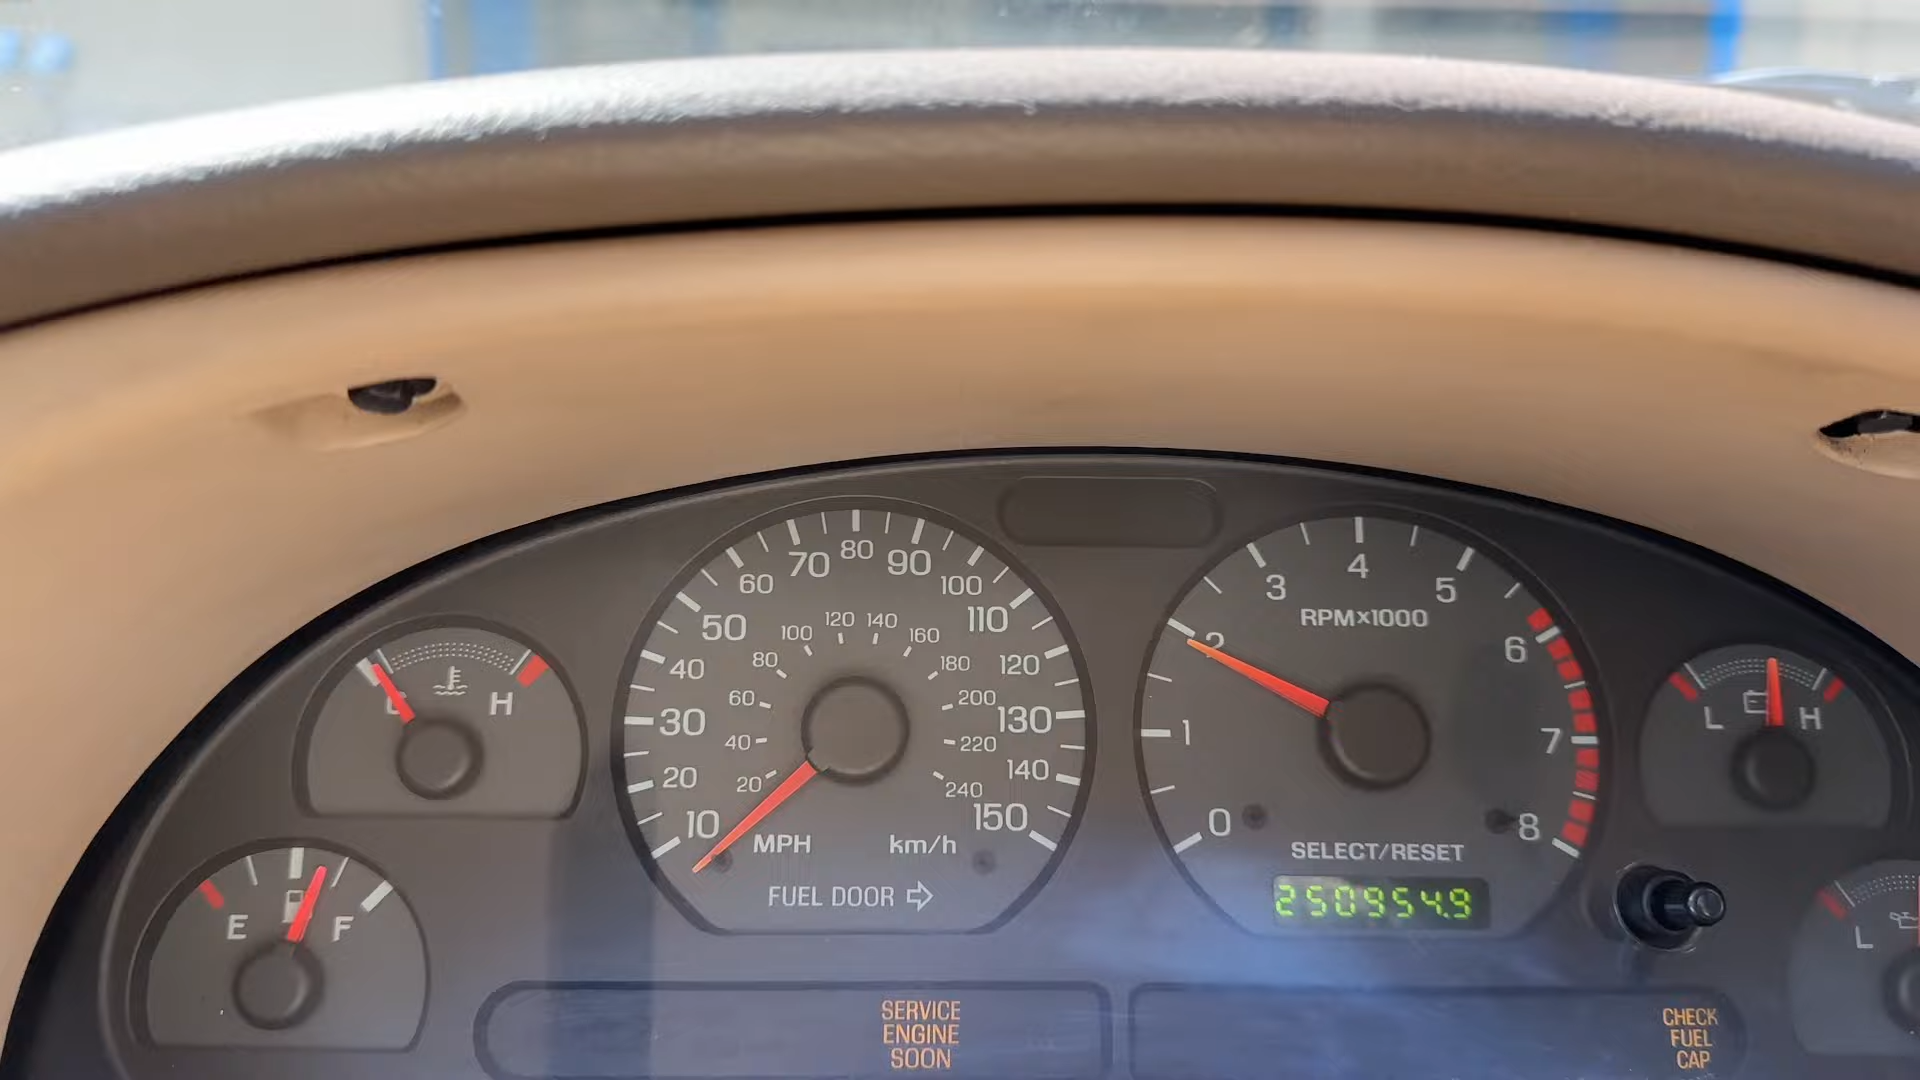 70 80 90
60 100
50 110
40 120
30 130
20 140
10 150
100 120 140 160
80 180
60 200
40 220
20 240
MPH km/h
FUEL DOOR
3 4 5
2 6
1 7
0 8
RPMx1000
SELECT/RESET
250954.9
C H
E F
L H
L
SERVICE
ENGINE
SOON
CHECK
FUEL
CAP